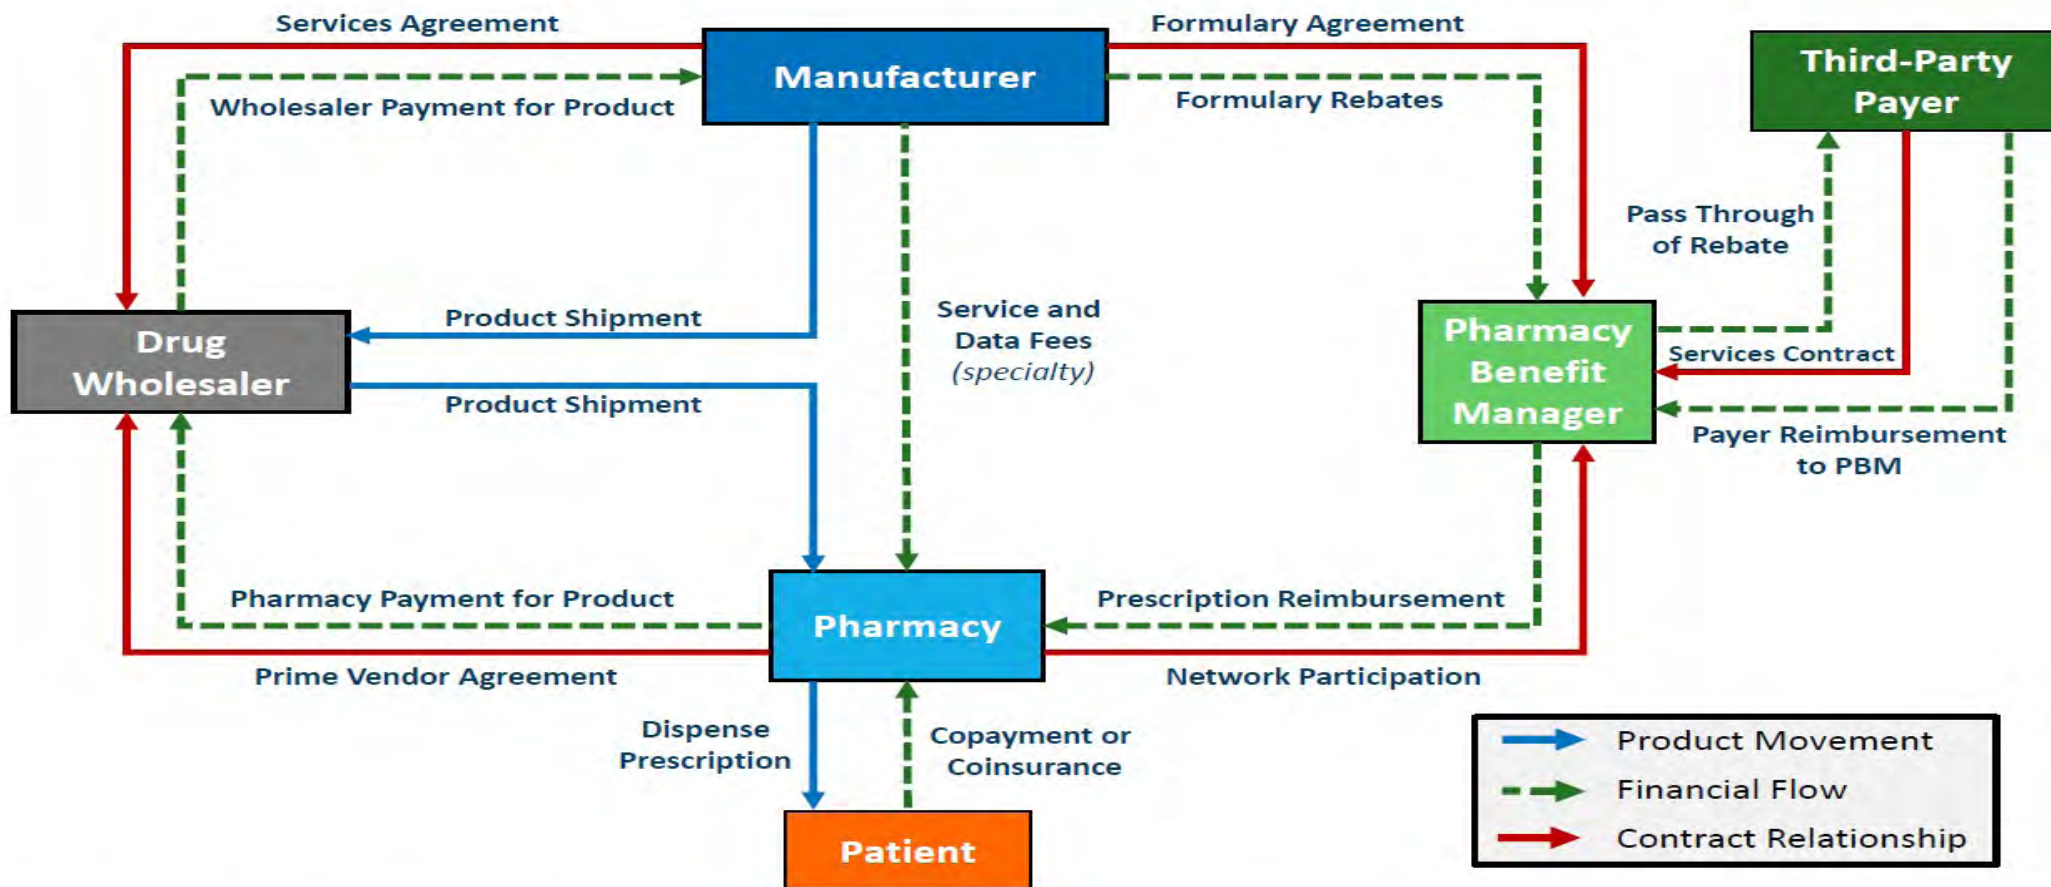 Services Agreement
Formulary Agreement
Manufacturer
Third-Party
Payer
Wholesaler Payment for Product
Formulary Rebates
Pass Through
of Rebate
Product Shipment
Service and
Data Fees
(specialty)
Drug
Wholesaler
Pharmacy
Benefit
Manager
Services Contract
Product Shipment
Payer Reimbursement
to PBM
Pharmacy Payment for Product
Prescription Reimbursement
Pharmacy
Prime Vendor Agreement
Network Participation
Dispense
Prescription
Copayment or
Coinsurance
Patient
Product Movement
Financial Flow
Contract Relationship